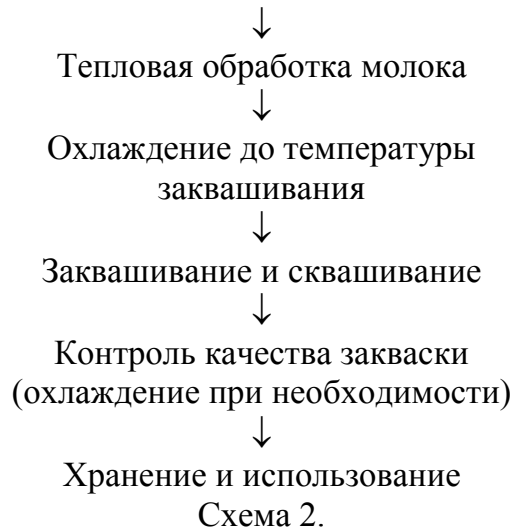 ↓
Тепловая обработка молока
↓
Охлаждение до температуры
заквашивания
↓
Заквашивание и сквашивание
↓
Контроль качества закваски
(охлаждение при необходимости)
↓
Хранение и использование
Схема 2.